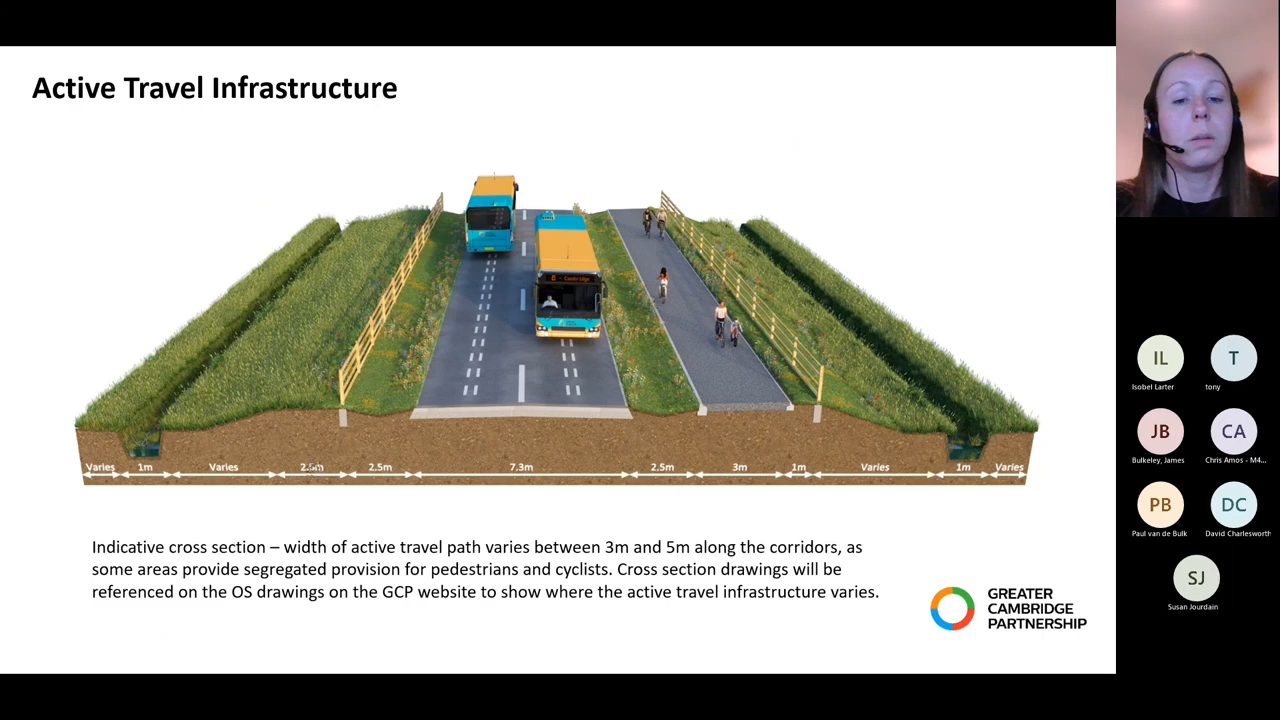 Active Travel Infrastructure
Varies 1m Varies 2.5m 2.5m 7.3m 2.5m 3m 1m Varies 1m Varies
Indicative cross section – width of active travel path varies between 3m and 5m along the corridors, as
some areas provide segregated provision for pedestrians and cyclists. Cross section drawings will be
referenced on the OS drawings on the GCP website to show where the active travel infrastructure varies.
GREATER
CAMBRIDGE
PARTNERSHIP
IL T
Isobel Larter tony
JB CA
Bulkeley, James Chris Amos - M4...
PB DC
Paul van de Bulk David Charlesworth
SJ
Susan Jourdain